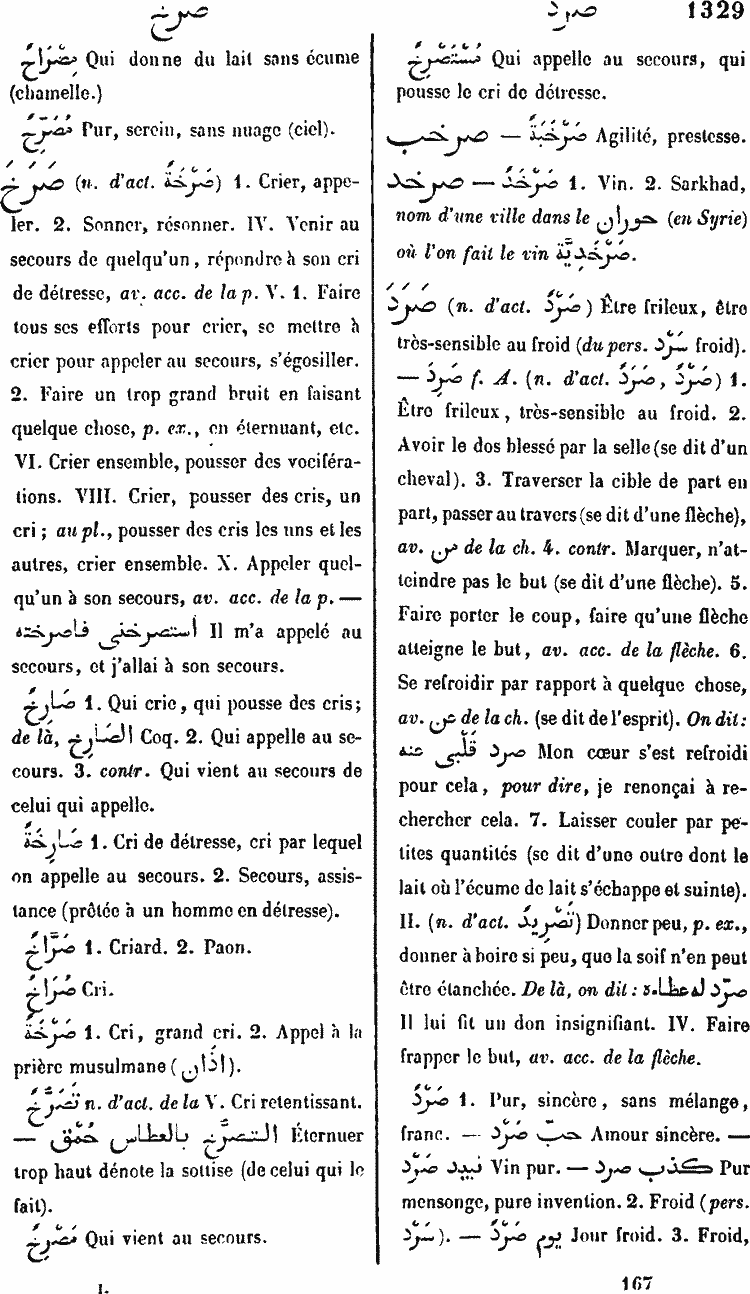 صرخ
صرد
1329
مِصْرَاخٌ Qui donne du lait sans écume
(chamelle.)
مُصَرِّحٌ Pur, serein, sans nuage (ciel).
صَرَخَ (n. d'act. صَرْخَةٌ) 1. Crier, appe-
ler. 2. Sonner, résonner. IV. Venir au
secours de quelqu'un, répondre à son cri
de détresse, av. acc. de la p. V. 1. Faire
tous ses efforts pour crier, se mettre à
crier pour appeler au secours, s'égosiller.
2. Faire un trop grand bruit en faisant
quelque chose, p. ex., en éternuant, etc.
VI. Crier ensemble, pousser des vociféra-
tions. VIII. Crier, pousser des cris, un
cri; au pl., pousser des cris les uns et les
autres, crier ensemble. X. Appeler quel-
qu'un à son secours, av. acc. de la p. —
أستصرخنى فاصرخته Il m'a appelé au
secours, et j'allai à son secours.
صَارِخٌ 1. Qui crie, qui pousse des cris;
de là, الصَّارِخ Coq. 2. Qui appelle au se-
cours. 3. contr. Qui vient au secours de
celui qui appelle.
صَارِخَةٌ 1. Cri de détresse, cri par lequel
on appelle au secours. 2. Secours, assis-
tance (prêtée à un homme en détresse).
صَرَّاخٌ 1. Criard. 2. Paon.
صُرَاخٌ Cri.
صَرْخَةٌ 1. Cri, grand cri. 2. Appel à la
prière musulmane (اذَان).
تَصَرُّخٌ n. d'act. de la V. Cri retentissant.
— التصرّخ بالعطاس حُمْق Éternuer
trop haut dénote la sottise (de celui qui le
fait).
مُصْرِخٌ Qui vient au secours.
I.
مُسْتَصْرِخٌ Qui appelle au secours, qui
pousse le cri de détresse.
صرخب — صَرْخَبَةٌ Agilité, prestesse.
صرخد — صَرْخَدٌ 1. Vin. 2. Sarkhad,
nom d'une ville dans le حوران (en Syrie)
où l'on fait le vin صَرْخَدِيَّة.
صَرَدَ (n. d'act. صَرْدٌ) Être frileux, être
très-sensible au froid (du pers. سَرْد froid).
— صَرِدَ f. A. (n. d'act. صَرْدٌ, صَرَدٌ) 1.
Être frileux, très-sensible au froid. 2.
Avoir le dos blessé par la selle (se dit d'un
cheval). 3. Traverser la cible de part en
part, passer au travers (se dit d'une flèche),
av. من de la ch. 4. contr. Marquer, n'at-
teindre pas le but (se dit d'une flèche). 5.
Faire porter le coup, faire qu'une flèche
atteigne le but, av. acc. de la flèche. 6.
Se refroidir par rapport à quelque chose,
av. عن de la ch. (se dit de l'esprit). On dit:
صرد قَلْبِى عنه Mon cœur s'est refroidi
pour cela, pour dire, je renonçai à re-
chercher cela. 7. Laisser couler par pe-
tites quantités (se dit d'une outre dont le
lait où l'écume de lait s'échappe et suinte).
II. (n. d'act. تَصْرِيد) Donner peu, p. ex.,
donner à boire si peu, que la soif n'en peut
être étanchée. De là, on dit: صرّد له عطاءه
Il lui fit un don insignifiant. IV. Faire
frapper le but, av. acc. de la flèche.
صَرْدٌ 1. Pur, sincère, sans mélange,
franc. — حبّ صَرْدٌ Amour sincère. —
نبيد صَرْدٌ Vin pur. — كذب صرد Pur
mensonge, pure invention. 2. Froid (pers.
سَرْد). — يوم صَرْدٌ Jour froid. 3. Froid,
167